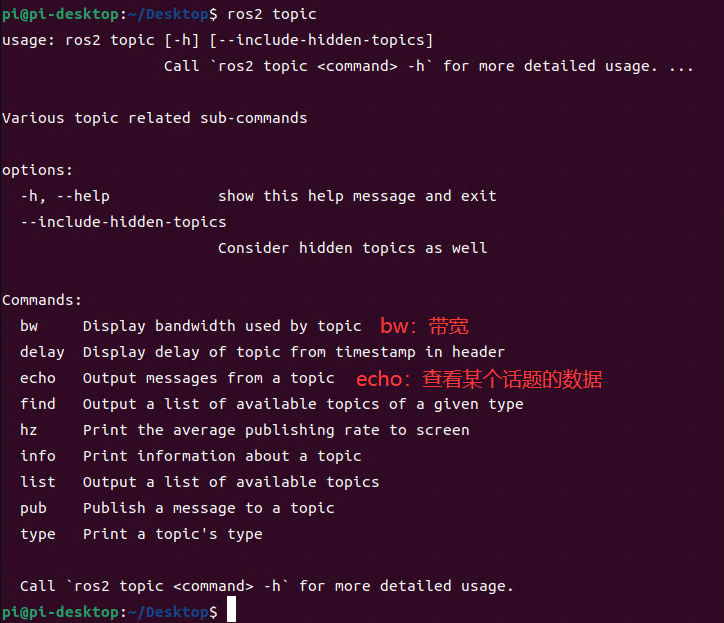 pi@pi-desktop:~/Desktop$ ros2 topic
usage: ros2 topic [-h] [--include-hidden-topics]
Call `ros2 topic <command> -h` for more detailed usage. ...
Various topic related sub-commands
options:
-h, --help show this help message and exit
--include-hidden-topics
Consider hidden topics as well
Commands:
bw Display bandwidth used by topic bw：带宽
delay Display delay of topic from timestamp in header
echo Output messages from a topic echo：查看某个话题的数据
find Output a list of available topics of a given type
hz Print the average publishing rate to screen
info Print information about a topic
list Output a list of available topics
pub Publish a message to a topic
type Print a topic's type
Call `ros2 topic <command> -h` for more detailed usage.
pi@pi-desktop:~/Desktop$